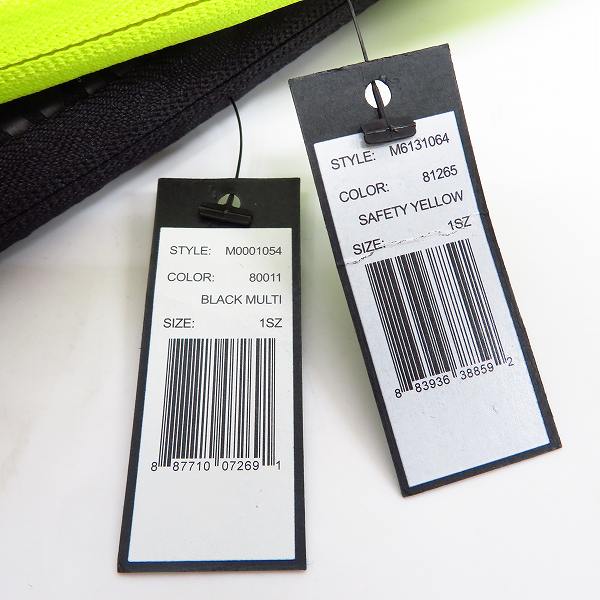 STYLE: M0001054
COLOR: 80011
BLACK MULTI
SIZE: 1SZ
8 87710 07269 1
STYLE: M6131064
COLOR: 81265
SAFETY YELLOW
SIZE: 1SZ
8 83936 38859 2